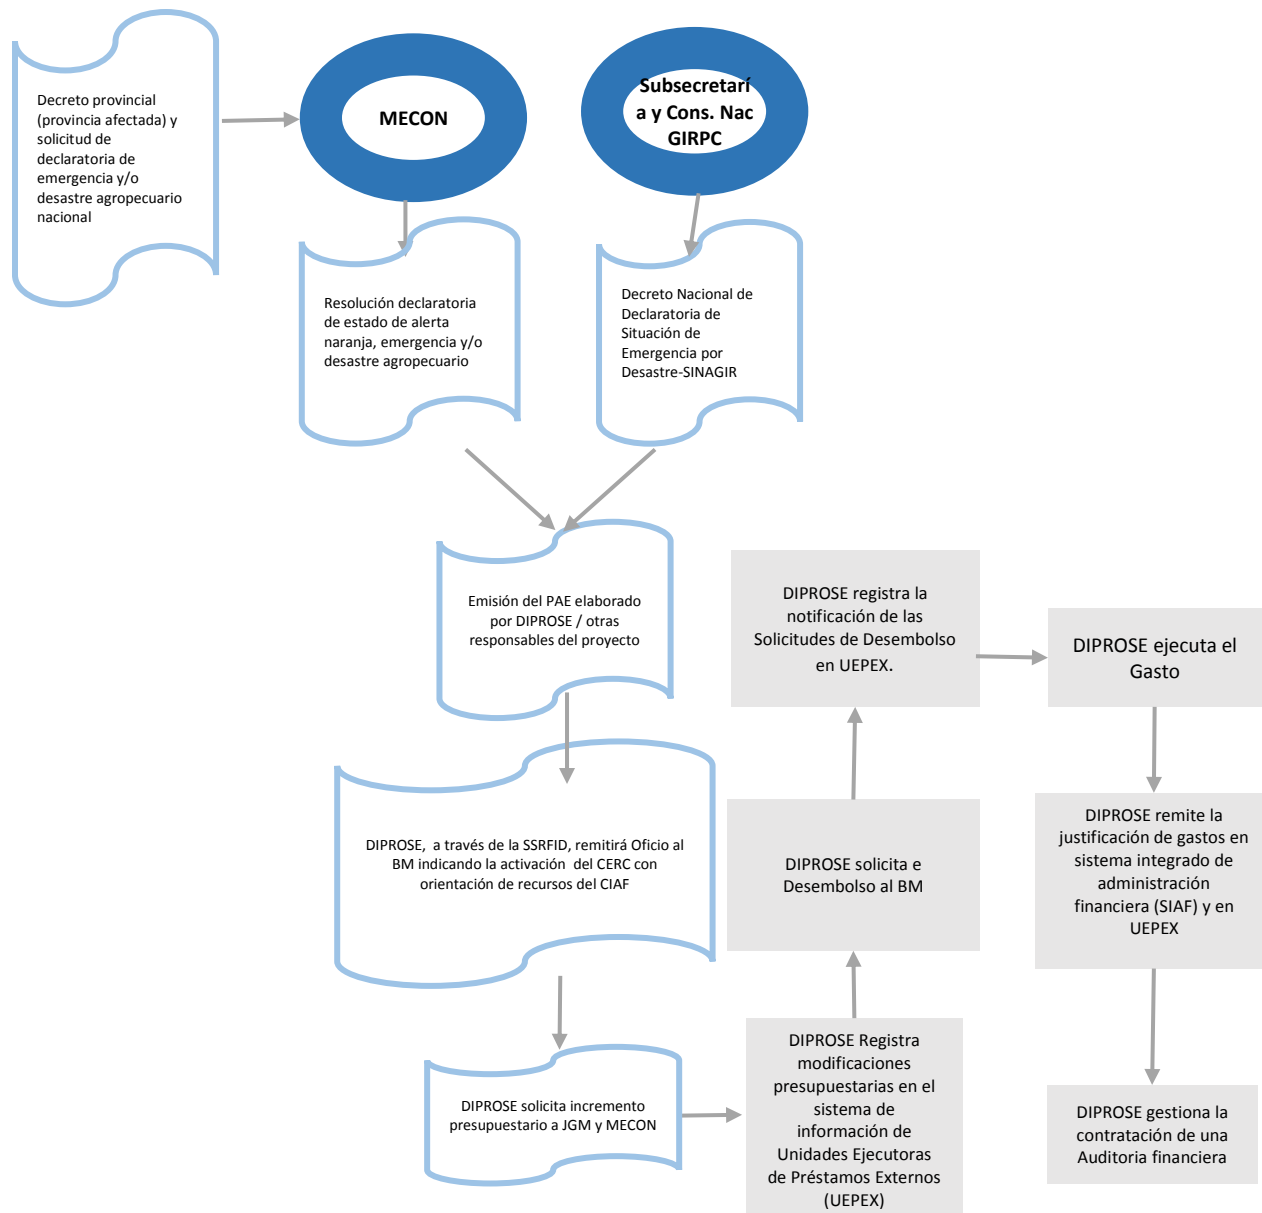 Decreto provincial
(provincia afectada) y
solicitud de
declaratoria de
emergencia y/o
desastre agropecuario
nacional
MECON
Subsecretarí
a y Cons. Nac
GIRPC
Resolución declaratoria
de estado de alerta
naranja, emergencia y/o
desastre agropecuario
Decreto Nacional de
Declaratoria de
Situación de
Emergencia por
Desastre-SINAGIR
Emisión del PAE elaborado
por DIPROSE / otras
responsables del proyecto
DIPROSE, a través de la SSRFID, remitirá Oficio al
BM indicando la activación del CERC con
orientación de recursos del CIAF
DIPROSE solicita incremento
presupuestario a JGM y MECON
DIPROSE Registra
modificaciones
presupuestarias en el
sistema de
información de
Unidades Ejecutoras
de Préstamos Externos
(UEPEX)
DIPROSE solicita e
Desembolso al BM
DIPROSE registra la
notificación de las
Solicitudes de Desembolso
en UEPEX.
DIPROSE ejecuta el
Gasto
DIPROSE remite la
justificación de gastos en
sistema integrado de
administración
financiera (SIAF) y en
UEPEX
DIPROSE gestiona la
contratación de una
Auditoria financiera